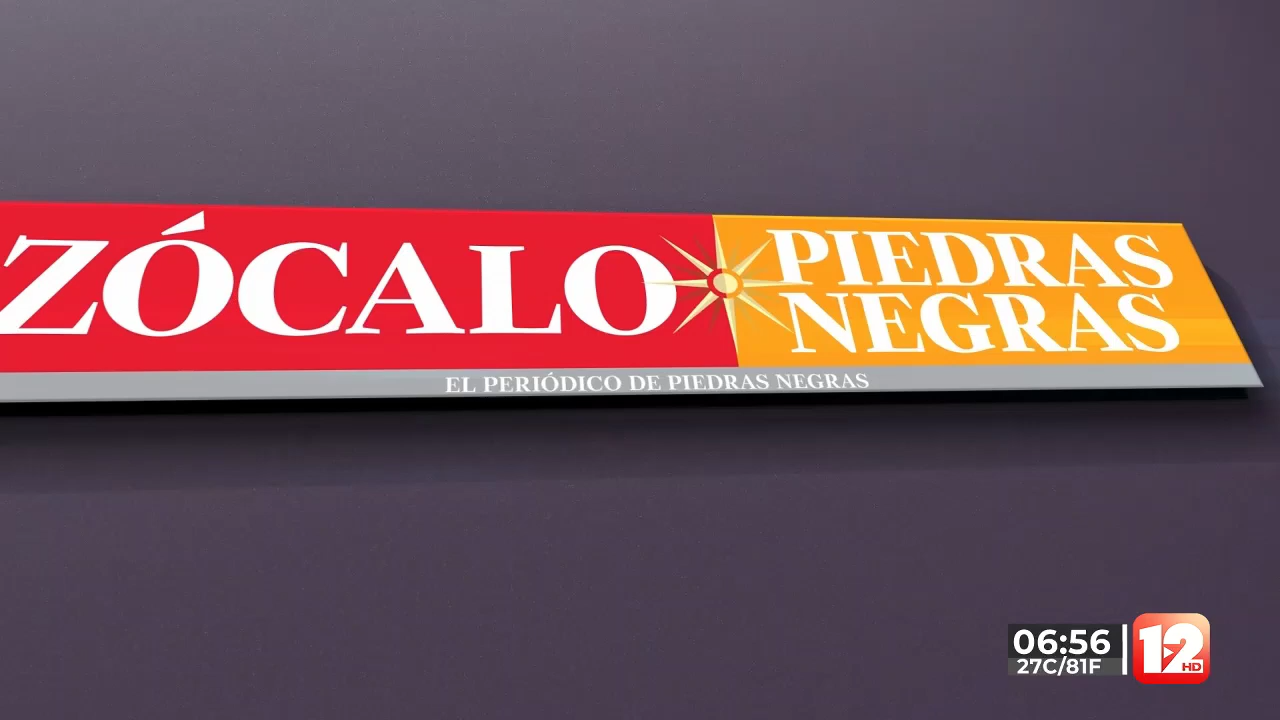 ZÓCALO
PIEDRAS
NEGRAS
EL PERIÓDICO DE PIEDRAS NEGRAS
06:56
27C/81F
12
HD